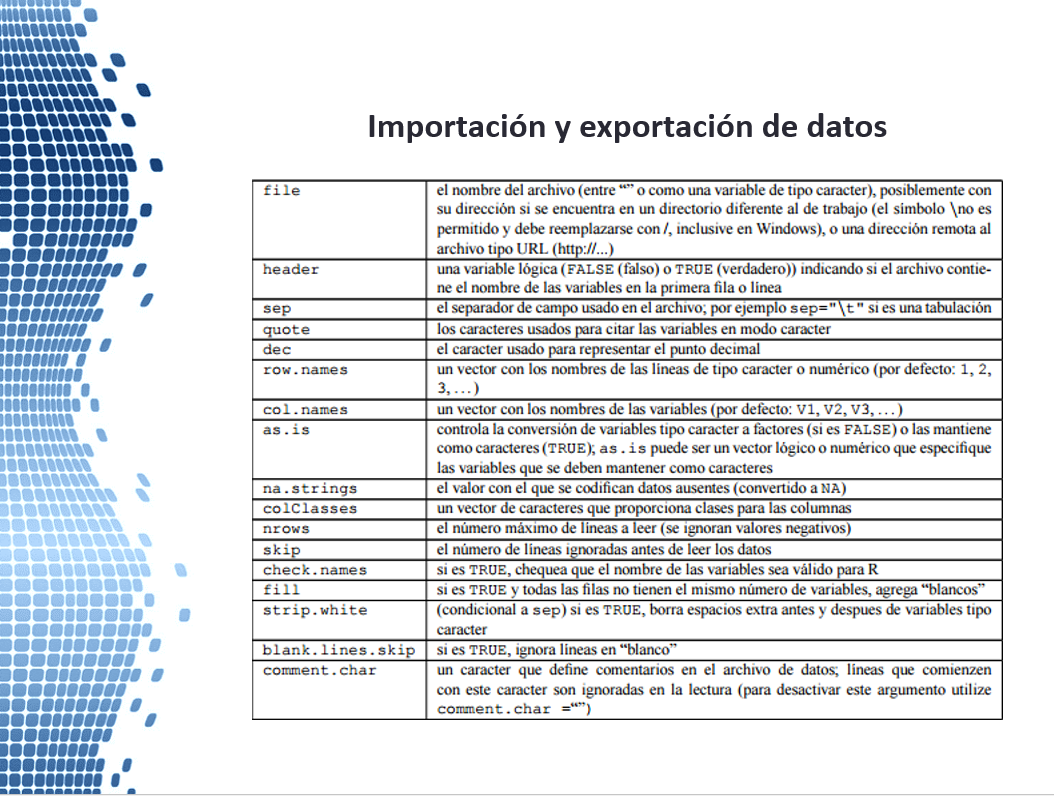 Importación y exportación de datos
file el nombre del archivo (entre “” o como una variable de tipo caracter), posiblemente con
su dirección si se encuentra en un directorio diferente al de trabajo (el símbolo \no es
permitido y debe reemplazarse con /, inclusive en Windows), o una dirección remota al
archivo tipo URL (http://...)
header una variable lógica (FALSE (falso) o TRUE (verdadero)) indicando si el archivo contie-
ne el nombre de las variables en la primera fila o línea
sep el separador de campo usado en el archivo; por ejemplo sep="\t" si es una tabulación
quote los caracteres usados para citar las variables en modo caracter
dec el caracter usado para representar el punto decimal
row.names un vector con los nombres de las líneas de tipo caracter o numérico (por defecto: 1, 2,
3, ...)
col.names un vector con los nombres de las variables (por defecto: V1, V2, V3, ...)
as.is controla la conversión de variables tipo caracter a factores (si es FALSE) o las mantiene
como caracteres (TRUE); as.is puede ser un vector lógico o numérico que especifique
las variables que se deben mantener como caracteres
na.strings el valor con el que se codifican datos ausentes (convertido a NA)
colClasses un vector de caracteres que proporciona clases para las columnas
nrows el número máximo de líneas a leer (se ignoran valores negativos)
skip el número de líneas ignoradas antes de leer los datos
check.names si es TRUE, chequea que el nombre de las variables sea válido para R
fill si es TRUE y todas las filas no tienen el mismo número de variables, agrega “blancos”
strip.white (condicional a sep) si es TRUE, borra espacios extra antes y despues de variables tipo
caracter
blank.lines.skip si es TRUE, ignora líneas en “blanco”
comment.char un caracter que define comentarios en el archivo de datos; líneas que comienzen
con este caracter son ignoradas en la lectura (para desactivar este argumento utilize
comment.char =“”)